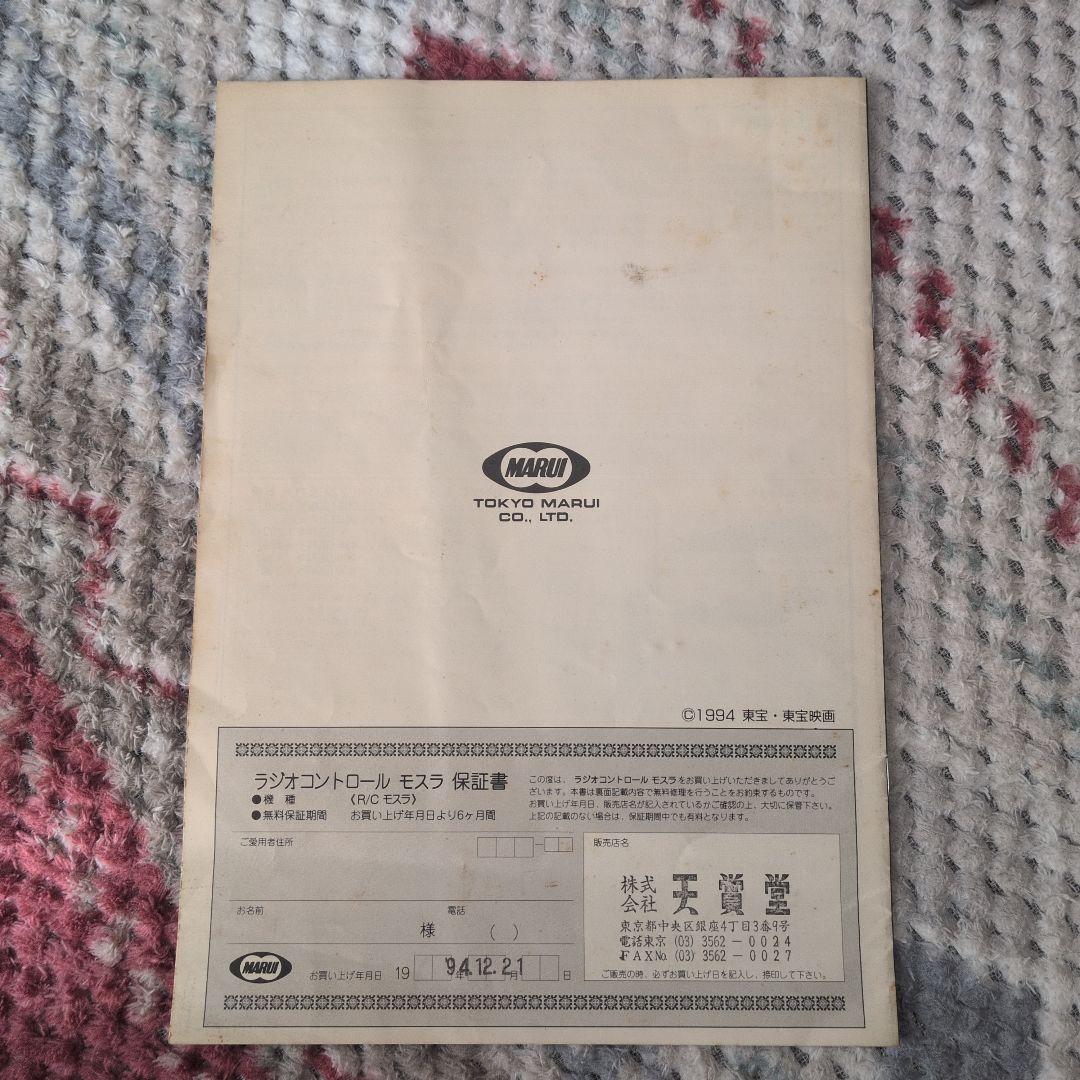 MARUI
TOKYO MARUI
CO., LTD.
©1994 東宝・東宝映画
ラジオコントロール モスラ 保証書
●機 種 《R/C モスラ》
●無料保証期間 お買い上げ年月日より6ヶ月間
この度は、ラジオコントロール モスラをお買い上げいただきましてありがとうご
ざいます。本書は裏面記載内容で無料修理を行うことをお約束するものです。
お買い上げ年月日、販売店名が記入されているかご確認の上、大切に保管下さい。
上記の記載のない場合は、保証期間中でも有料となります。
ご愛用者住所
お名前
様
電話
( )
MARUI
お買い上げ年月日 19 年 月 日
'94.12.21
販売店名
株式会社 天賞堂
東京都中央区銀座4丁目3番9号
電話東京 (03) 3562-0024
FAX No. (03) 3562-0027
ご販売の時、必ずお買い上げ日を記入し、捺印して下さい。